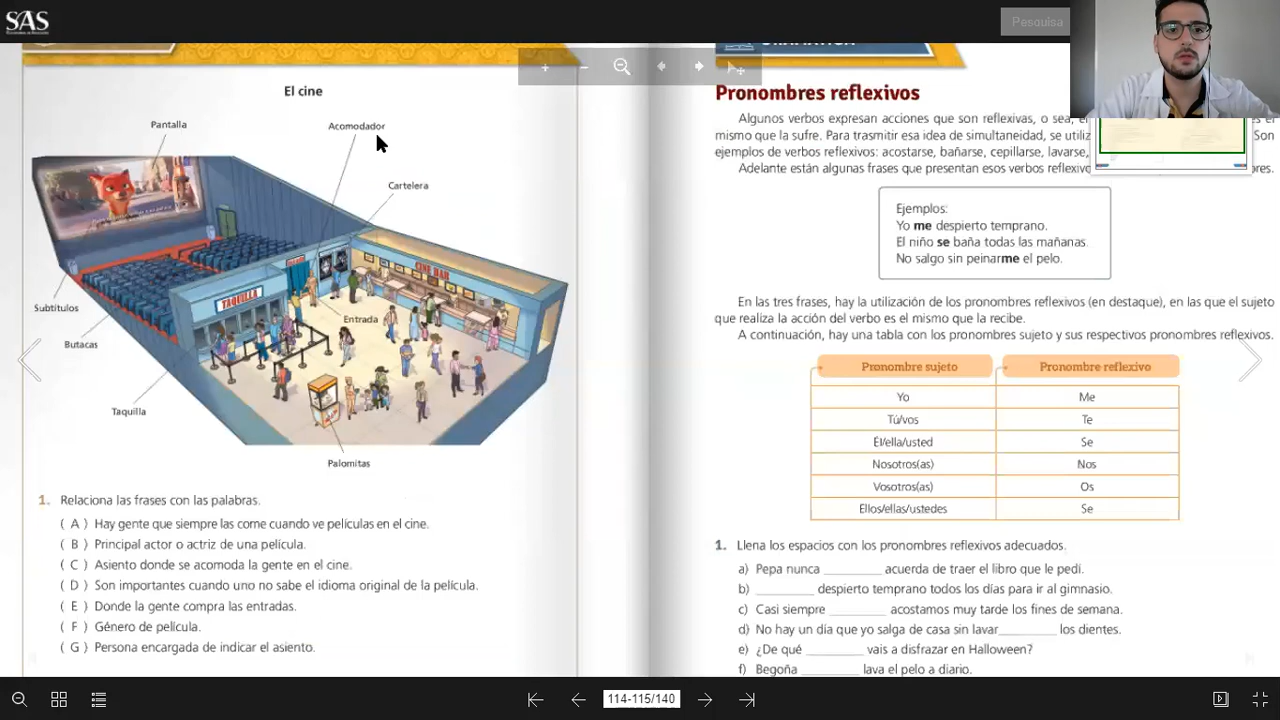 SAS
Pesquisa
El cine
Pantalla
Acomodador
Cartelera
CINE BAR
TAQUILLA
Entrada
Subtítulos
Butacas
Taquilla
Palomitas
1. Relaciona las frases con las palabras.
( A ) Hay gente que siempre las come cuando ve películas en el cine.
( B ) Principal actor o actriz de una película.
( C ) Asiento donde se acomoda la gente en el cine.
( D ) Son importantes cuando uno no sabe el idioma original de la película.
( E ) Donde la gente compra las entradas.
( F ) Género de película.
( G ) Persona encargada de indicar el asiento.
GRAMÁTICA
Pronombres reflexivos
Algunos verbos expresan acciones que son reflexivas, o sea, el
mismo que la sufre. Para trasmitir esa idea de simultaneidad, se utiliz Son
ejemplos de verbos reflexivos: acostarse, bañarse, cepillarse, lavarse,
Adelante están algunas frases que presentan esos verbos reflexivo
Ejemplos:
Yo me despierto temprano.
El niño se baña todas las mañanas.
No salgo sin peinarme el pelo.
En las tres frases, hay la utilización de los pronombres reflexivos (en destaque), en las que el sujeto
que realiza la acción del verbo es el mismo que la recibe.
A continuación, hay una tabla con los pronombres sujeto y sus respectivos pronombres reflexivos.
Pronombre sujeto Pronombre reflexivo
Yo Me
Tú/vos Te
Él/ella/usted Se
Nosotros(as) Nos
Vosotros(as) Os
Ellos/ellas/ustedes Se
1. Llena los espacios con los pronombres reflexivos adecuados.
a) Pepa nunca ________ acuerda de traer el libro que le pedí.
b) ________ despierto temprano todos los días para ir al gimnasio.
c) Casi siempre ________ acostamos muy tarde los fines de semana.
d) No hay un día que yo salga de casa sin lavar________ los dientes.
e) ¿De qué ________ vais a disfrazar en Halloween?
f) Begoña ________ lava el pelo a diario.
114-115/140